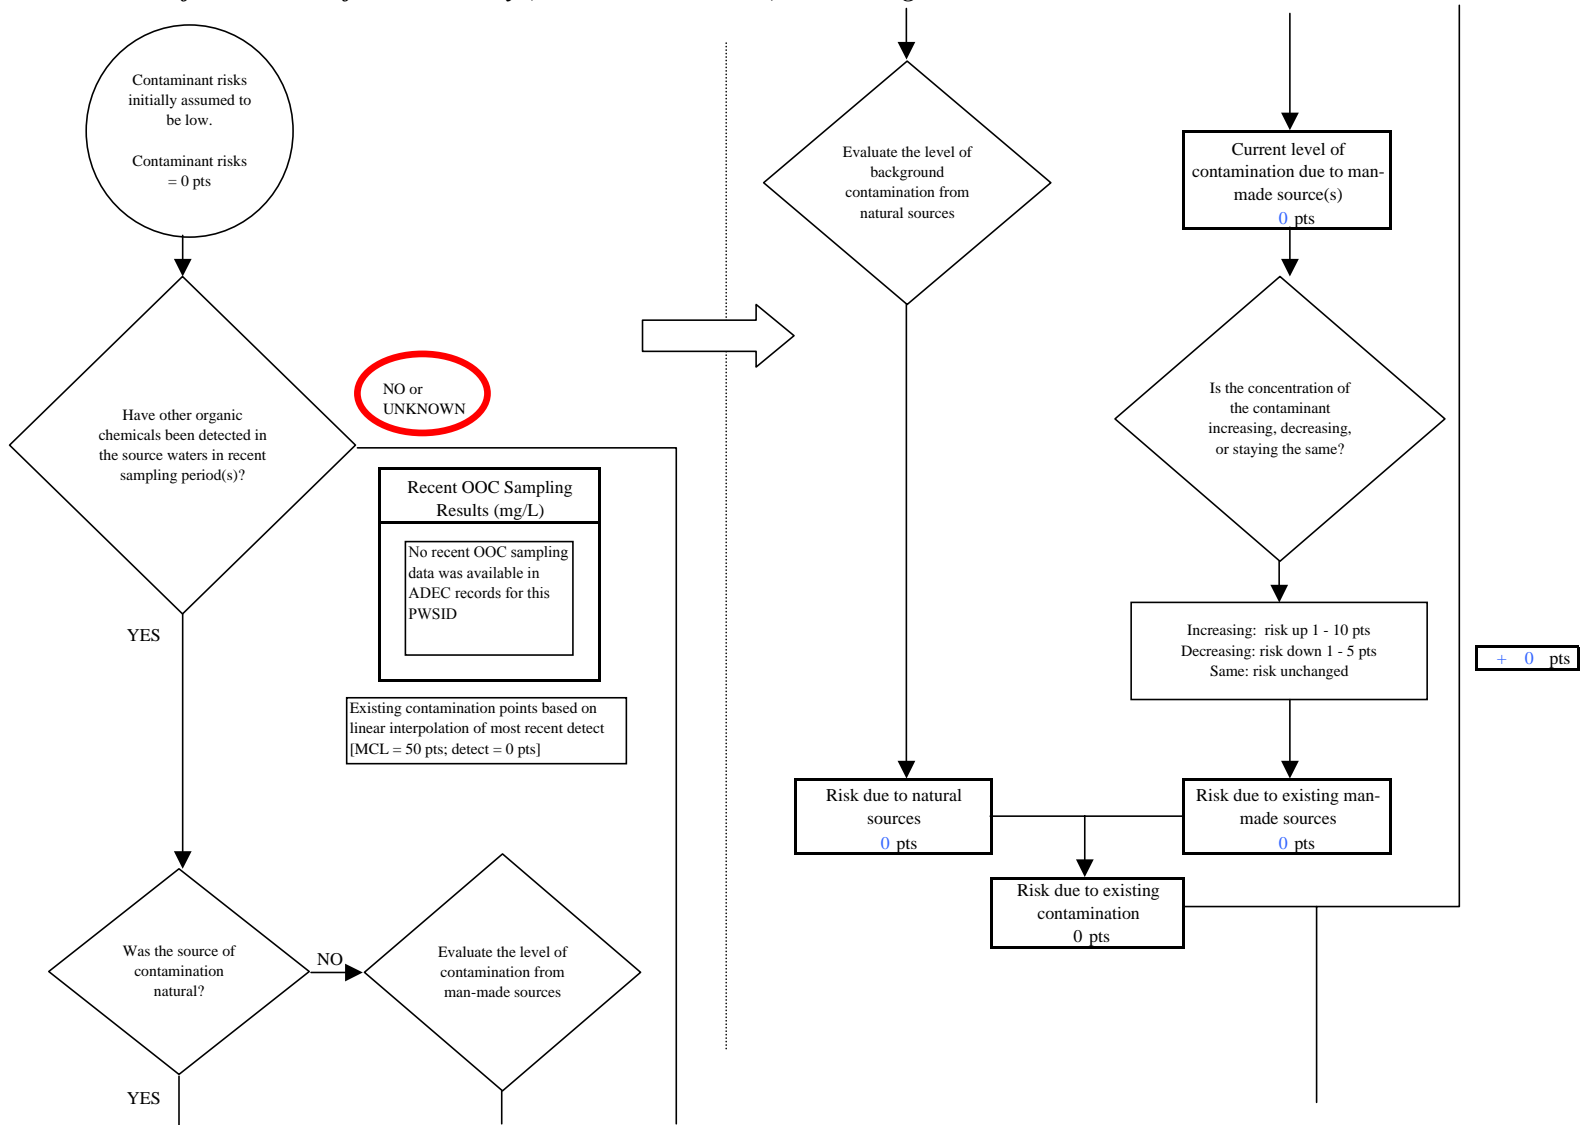 Contaminant risks
initially assumed to
be low.
Contaminant risks
= 0 pts
Have other organic
chemicals been detected in
the source waters in recent
sampling period(s)?
NO or
UNKNOWN
Recent OOC Sampling
Results (mg/L)
No recent OOC sampling
data was available in
ADEC records for this
PWSID
YES
Existing contamination points based on
linear interpolation of most recent detect
[MCL = 50 pts; detect = 0 pts]
Was the source of
contamination
natural?
NO
Evaluate the level of
contamination from
man-made sources
YES
Evaluate the level of
background
contamination from
natural sources
Current level of
contamination due to man-
made source(s)
0 pts
Is the concentration of
the contaminant
increasing, decreasing,
or staying the same?
Increasing: risk up 1 - 10 pts
Decreasing: risk down 1 - 5 pts
Same: risk unchanged
+ 0 pts
Risk due to natural
sources
0 pts
Risk due to existing man-
made sources
0 pts
Risk due to existing
contamination
0 pts